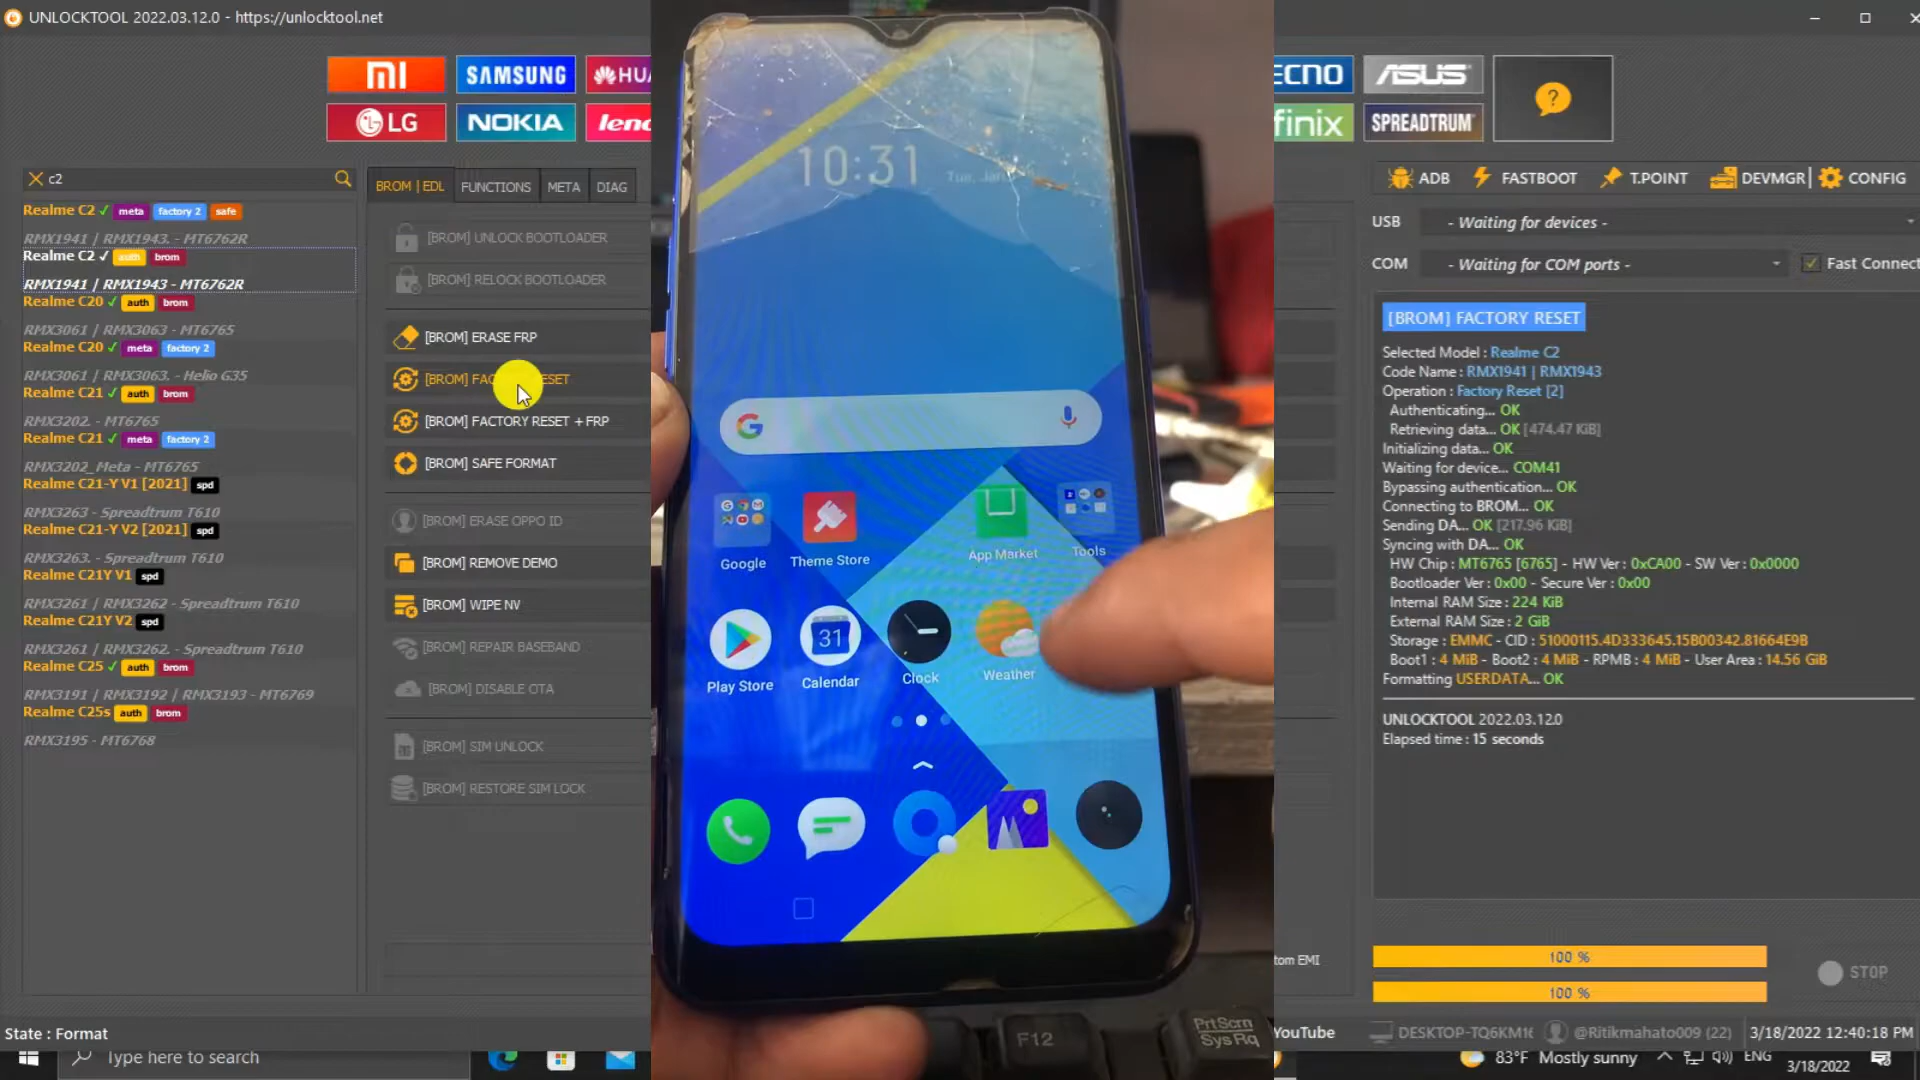 UNLOCKTOOL 2022.03.12.0 - https://unlocktool.net
SAMSUNG
HU
ECNO
ASUS
LG
NOKIA
leno
finix
SPREADTRUM
?
c2
BROM | EDL
FUNCTIONS
META
DIAG
Realme C2 ✓ meta factory 2 safe
RMX1941 / RMX1943. - MT6762R
Realme C2 ✓ auth brom
RMX1941 / RMX1943 - MT6762R
Realme C20 ✓ auth brom
RMX3061 / RMX3063 - MT6765
Realme C20 ✓ meta factory 2
RMX3061 / RMX3063. - Helio G35
Realme C21 ✓ auth brom
RMX3202. - MT6765
Realme C21 ✓ meta factory 2
RMX3202_Meta - MT6765
Realme C21-Y V1 [2021] spd
RMX3263 - Spreadtrum T610
Realme C21-Y V2 [2021] spd
RMX3263. - Spreadtrum T610
Realme C21Y V1 spd
RMX3261 / RMX3262 - Spreadtrum T610
Realme C21Y V2 spd
RMX3261 / RMX3262. - Spreadtrum T610
Realme C25 ✓ auth brom
RMX3191 / RMX3192 / RMX3193 - MT6769
Realme C25s auth brom
RMX3195 - MT6768
[BROM] UNLOCK BOOTLOADER
[BROM] RELOCK BOOTLOADER
[BROM] ERASE FRP
[BROM] FAC ESET
[BROM] FACTORY RESET + FRP
[BROM] SAFE FORMAT
[BROM] ERASE OPPO ID
[BROM] REMOVE DEMO
[BROM] WIPE NV
[BROM] REPAIR BASEBAND
[BROM] DISABLE OTA
[BROM] SIM UNLOCK
[BROM] RESTORE SIM LOCK
10:31
Tue, Jan
Google
Theme Store
App Market
Tools
Play Store
31
Calendar
Clock
Weather
F12
PrtScrn
SysRq
ADB
FASTBOOT
T.POINT
DEVMGR
CONFIG
USB - Waiting for devices -
COM - Waiting for COM ports - Fast Connect
[BROM] FACTORY RESET
Selected Model : Realme C2
Code Name : RMX1941 | RMX1943
Operation : Factory Reset [2]
Authenticating... OK
Retrieving data... OK [474.47 KiB]
Initializing data... OK
Waiting for device... COM41
Bypassing authentication... OK
Connecting to BROM... OK
Sending DA... OK [217.96 KiB]
Syncing with DA... OK
HW Chip : MT6765 [6765] - HW Ver : 0xCA00 - SW Ver : 0x0000
Bootloader Ver : 0x00 - Secure Ver : 0x00
Internal RAM Size : 224 KiB
External RAM Size : 2 GiB
Storage : EMMC - CID : 51000115.4D333645.15B00342.81664E9B
Boot1 : 4 MiB - Boot2 : 4 MiB - RPMB : 4 MiB - User Area : 14.56 GiB
Formatting USERDATA... OK
UNLOCKTOOL 2022.03.12.0
Elapsed time : 15 seconds
tom EMI
100 %
100 %
STOP
State : Format
YouTube
DESKTOP-TQ6KM1
@Ritikmahato009 (22)
3/18/2022 12:40:18 PM
Type here to search
83°F Mostly sunny
ENG
3/18/2022